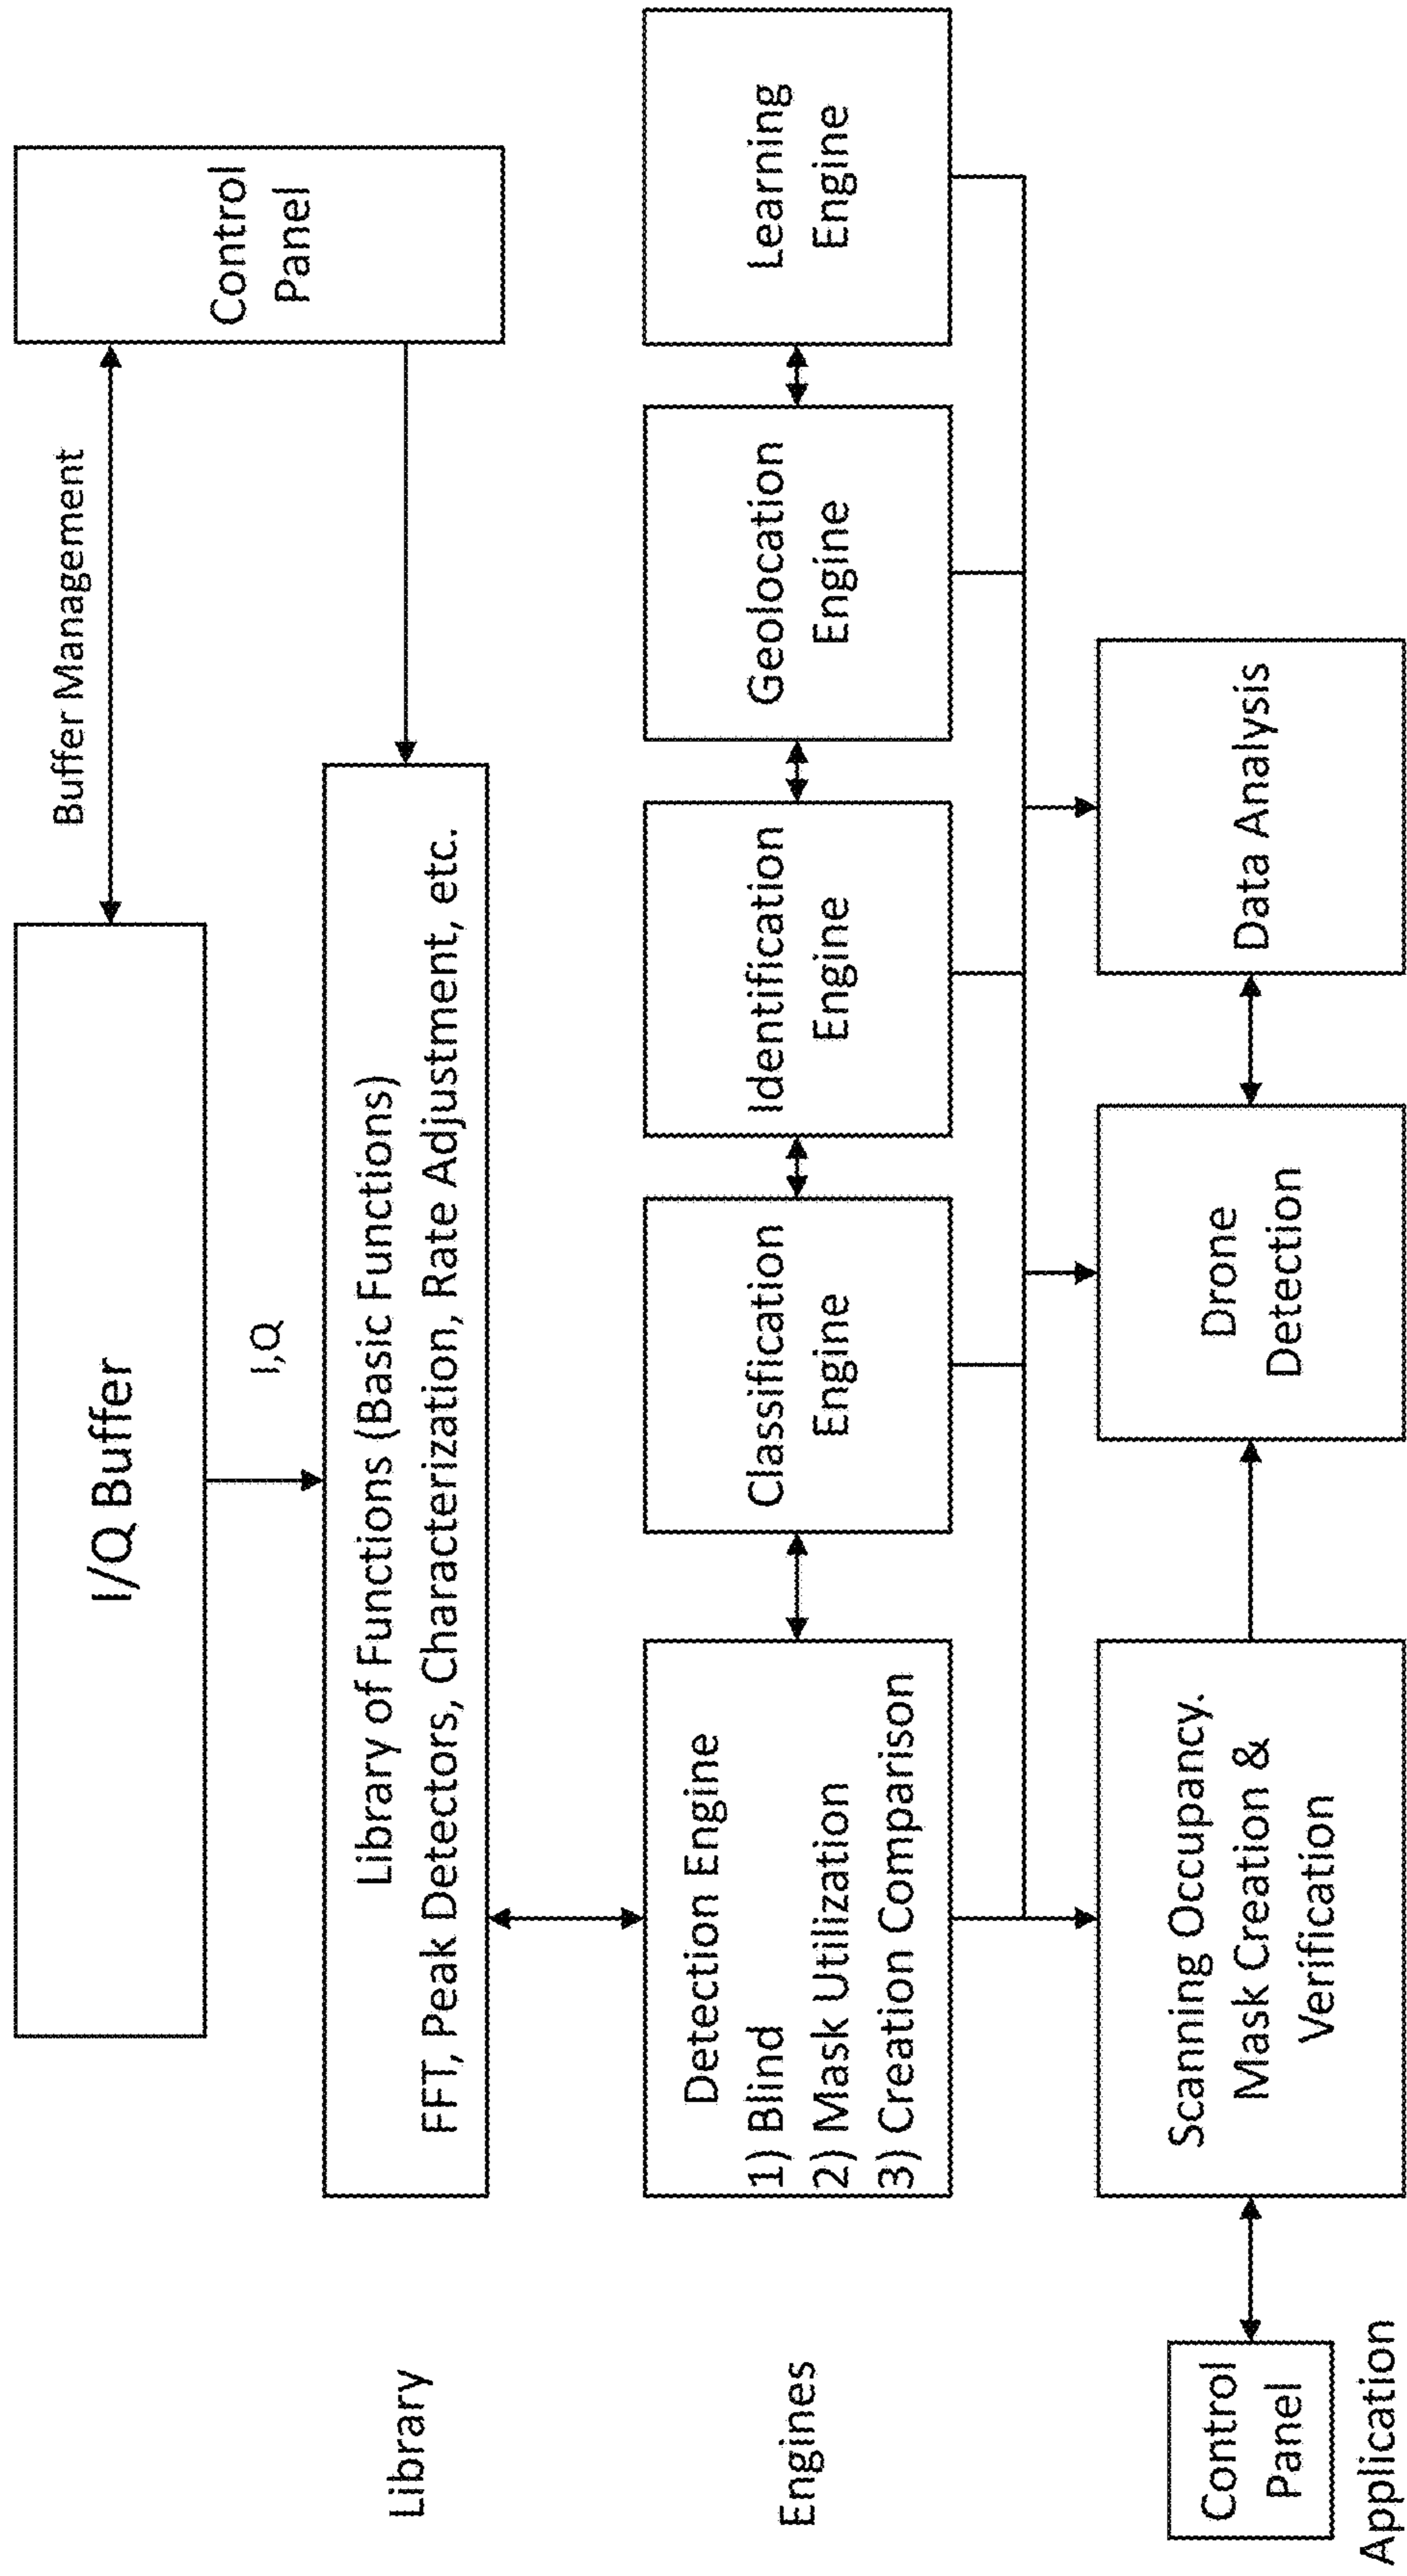 I/Q Buffer
Buffer Management
Control
Panel
I,Q
Library
Library of Functions (Basic Functions)
FFT, Peak Detectors, Characterization, Rate Adjustment, etc.
Engines
Detection Engine
1) Blind
2) Mask Utilization
3) Creation Comparison
Classification
Engine
Identification
Engine
Geolocation
Engine
Learning
Engine
Control
Panel
Application
Scanning Occupancy.
Mask Creation &
Verification
Drone
Detection
Data Analysis